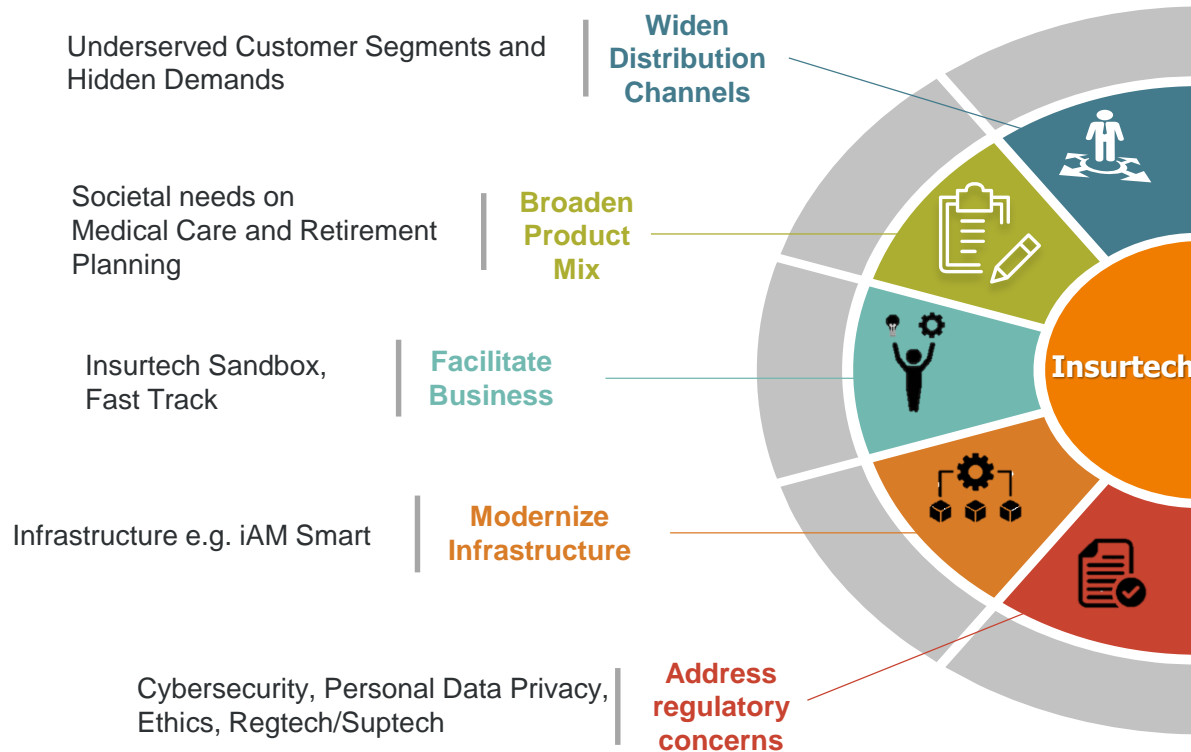 Underserved Customer Segments and
Hidden Demands
Widen
Distribution
Channels
Societal needs on
Medical Care and Retirement
Planning
Broaden
Product
Mix
Insurtech Sandbox,
Fast Track
Facilitate
Business
Insurtech
Infrastructure e.g. iAM Smart
Modernize
Infrastructure
Cybersecurity, Personal Data Privacy,
Ethics, Regtech/Suptech
Address
regulatory
concerns